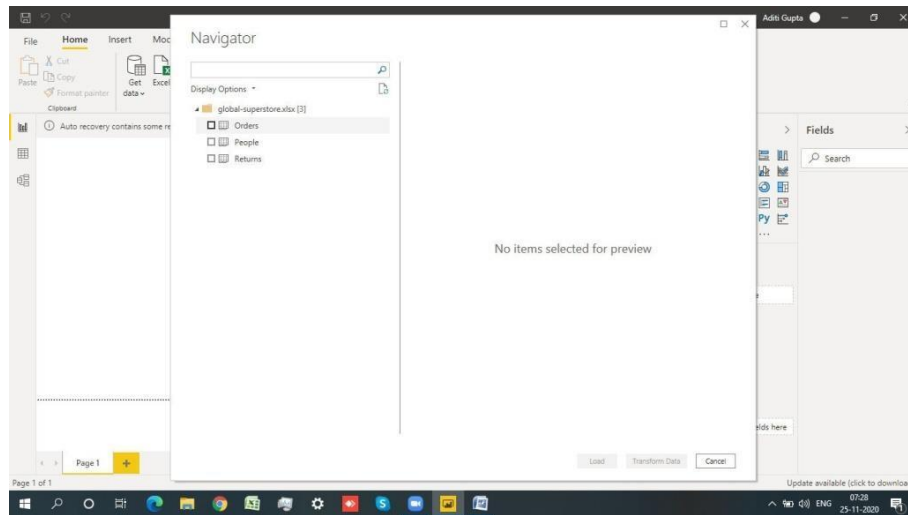 Aditi Gupta
File Home Insert Mod
Navigator
Cut
Copy
Format painter
Paste
Get data
Excel
Clipboard
Display Options
global-superstore.xlsx [3]
Orders
People
Returns
Auto recovery contains some re
No items selected for preview
Fields
Search
Py
elds here
Load Transform Data Cancel
Page 1
Page 1 of 1
Update available (click to downloa
ENG
07:28
25-11-2020